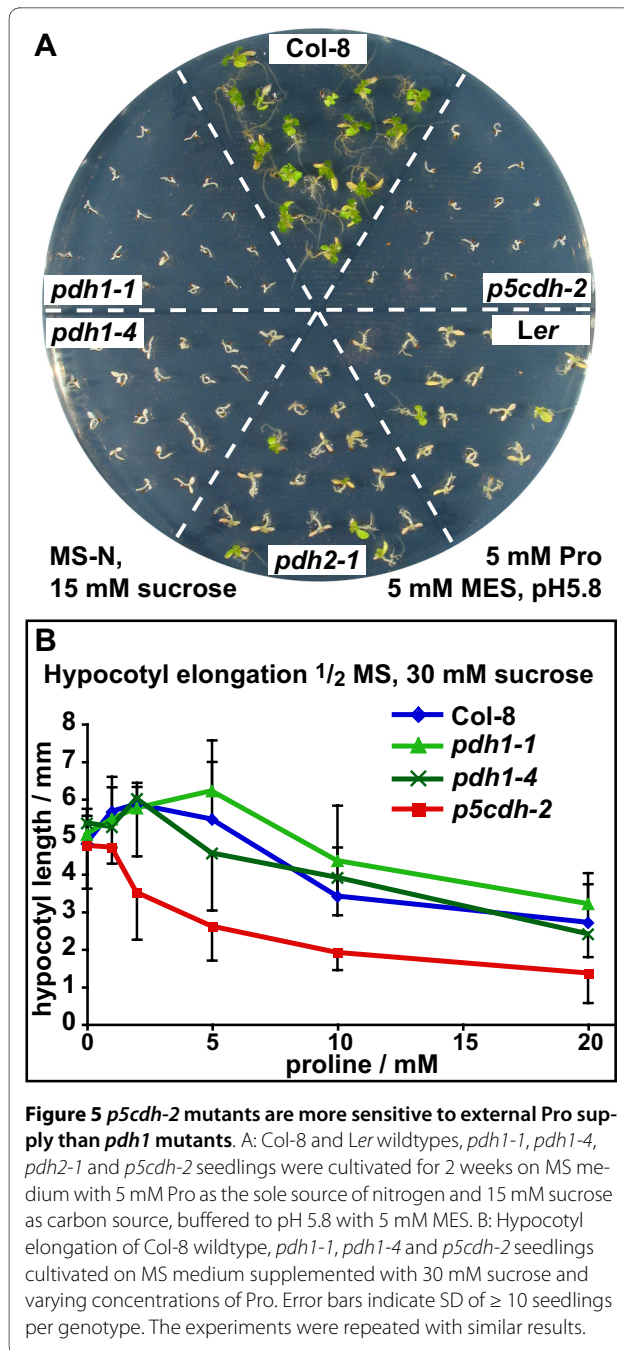 A
Col-8
pdh1-1
p5cdh-2
pdh1-4
Ler
pdh2-1
MS-N,
15 mM sucrose
5 mM Pro
5 mM MES, pH5.8
B
Hypocotyl elongation 1/2 MS, 30 mM sucrose
Col-8
pdh1-1
pdh1-4
p5cdh-2
hypocotyl length / mm
8
7
6
5
4
3
2
1
0
0
5
10
15
20
proline / mM
Figure 5 p5cdh-2 mutants are more sensitive to external Pro sup-
ply than pdh1 mutants. A: Col-8 and Ler wildtypes, pdh1-1, pdh1-4,
pdh2-1 and p5cdh-2 seedlings were cultivated for 2 weeks on MS me-
dium with 5 mM Pro as the sole source of nitrogen and 15 mM sucrose
as carbon source, buffered to pH 5.8 with 5 mM MES. B: Hypocotyl
elongation of Col-8 wildtype, pdh1-1, pdh1-4 and p5cdh-2 seedlings
cultivated on MS medium supplemented with 30 mM sucrose and
varying concentrations of Pro. Error bars indicate SD of ≥ 10 seedlings
per genotype. The experiments were repeated with similar results.